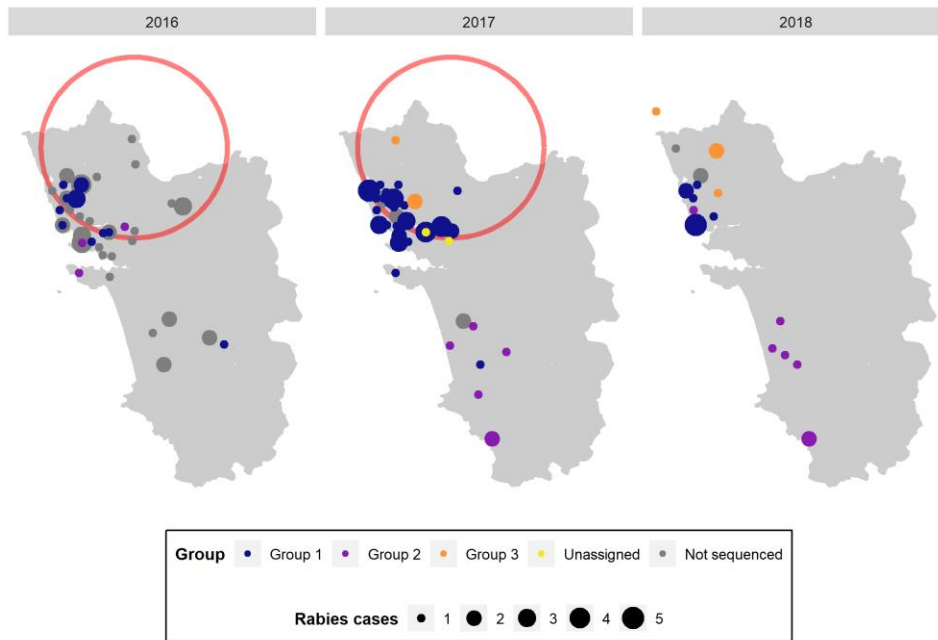 2016 2017 2018
Group Group 1 Group 2 Group 3 Unassigned Not sequenced
Rabies cases 1 2 3 4 5